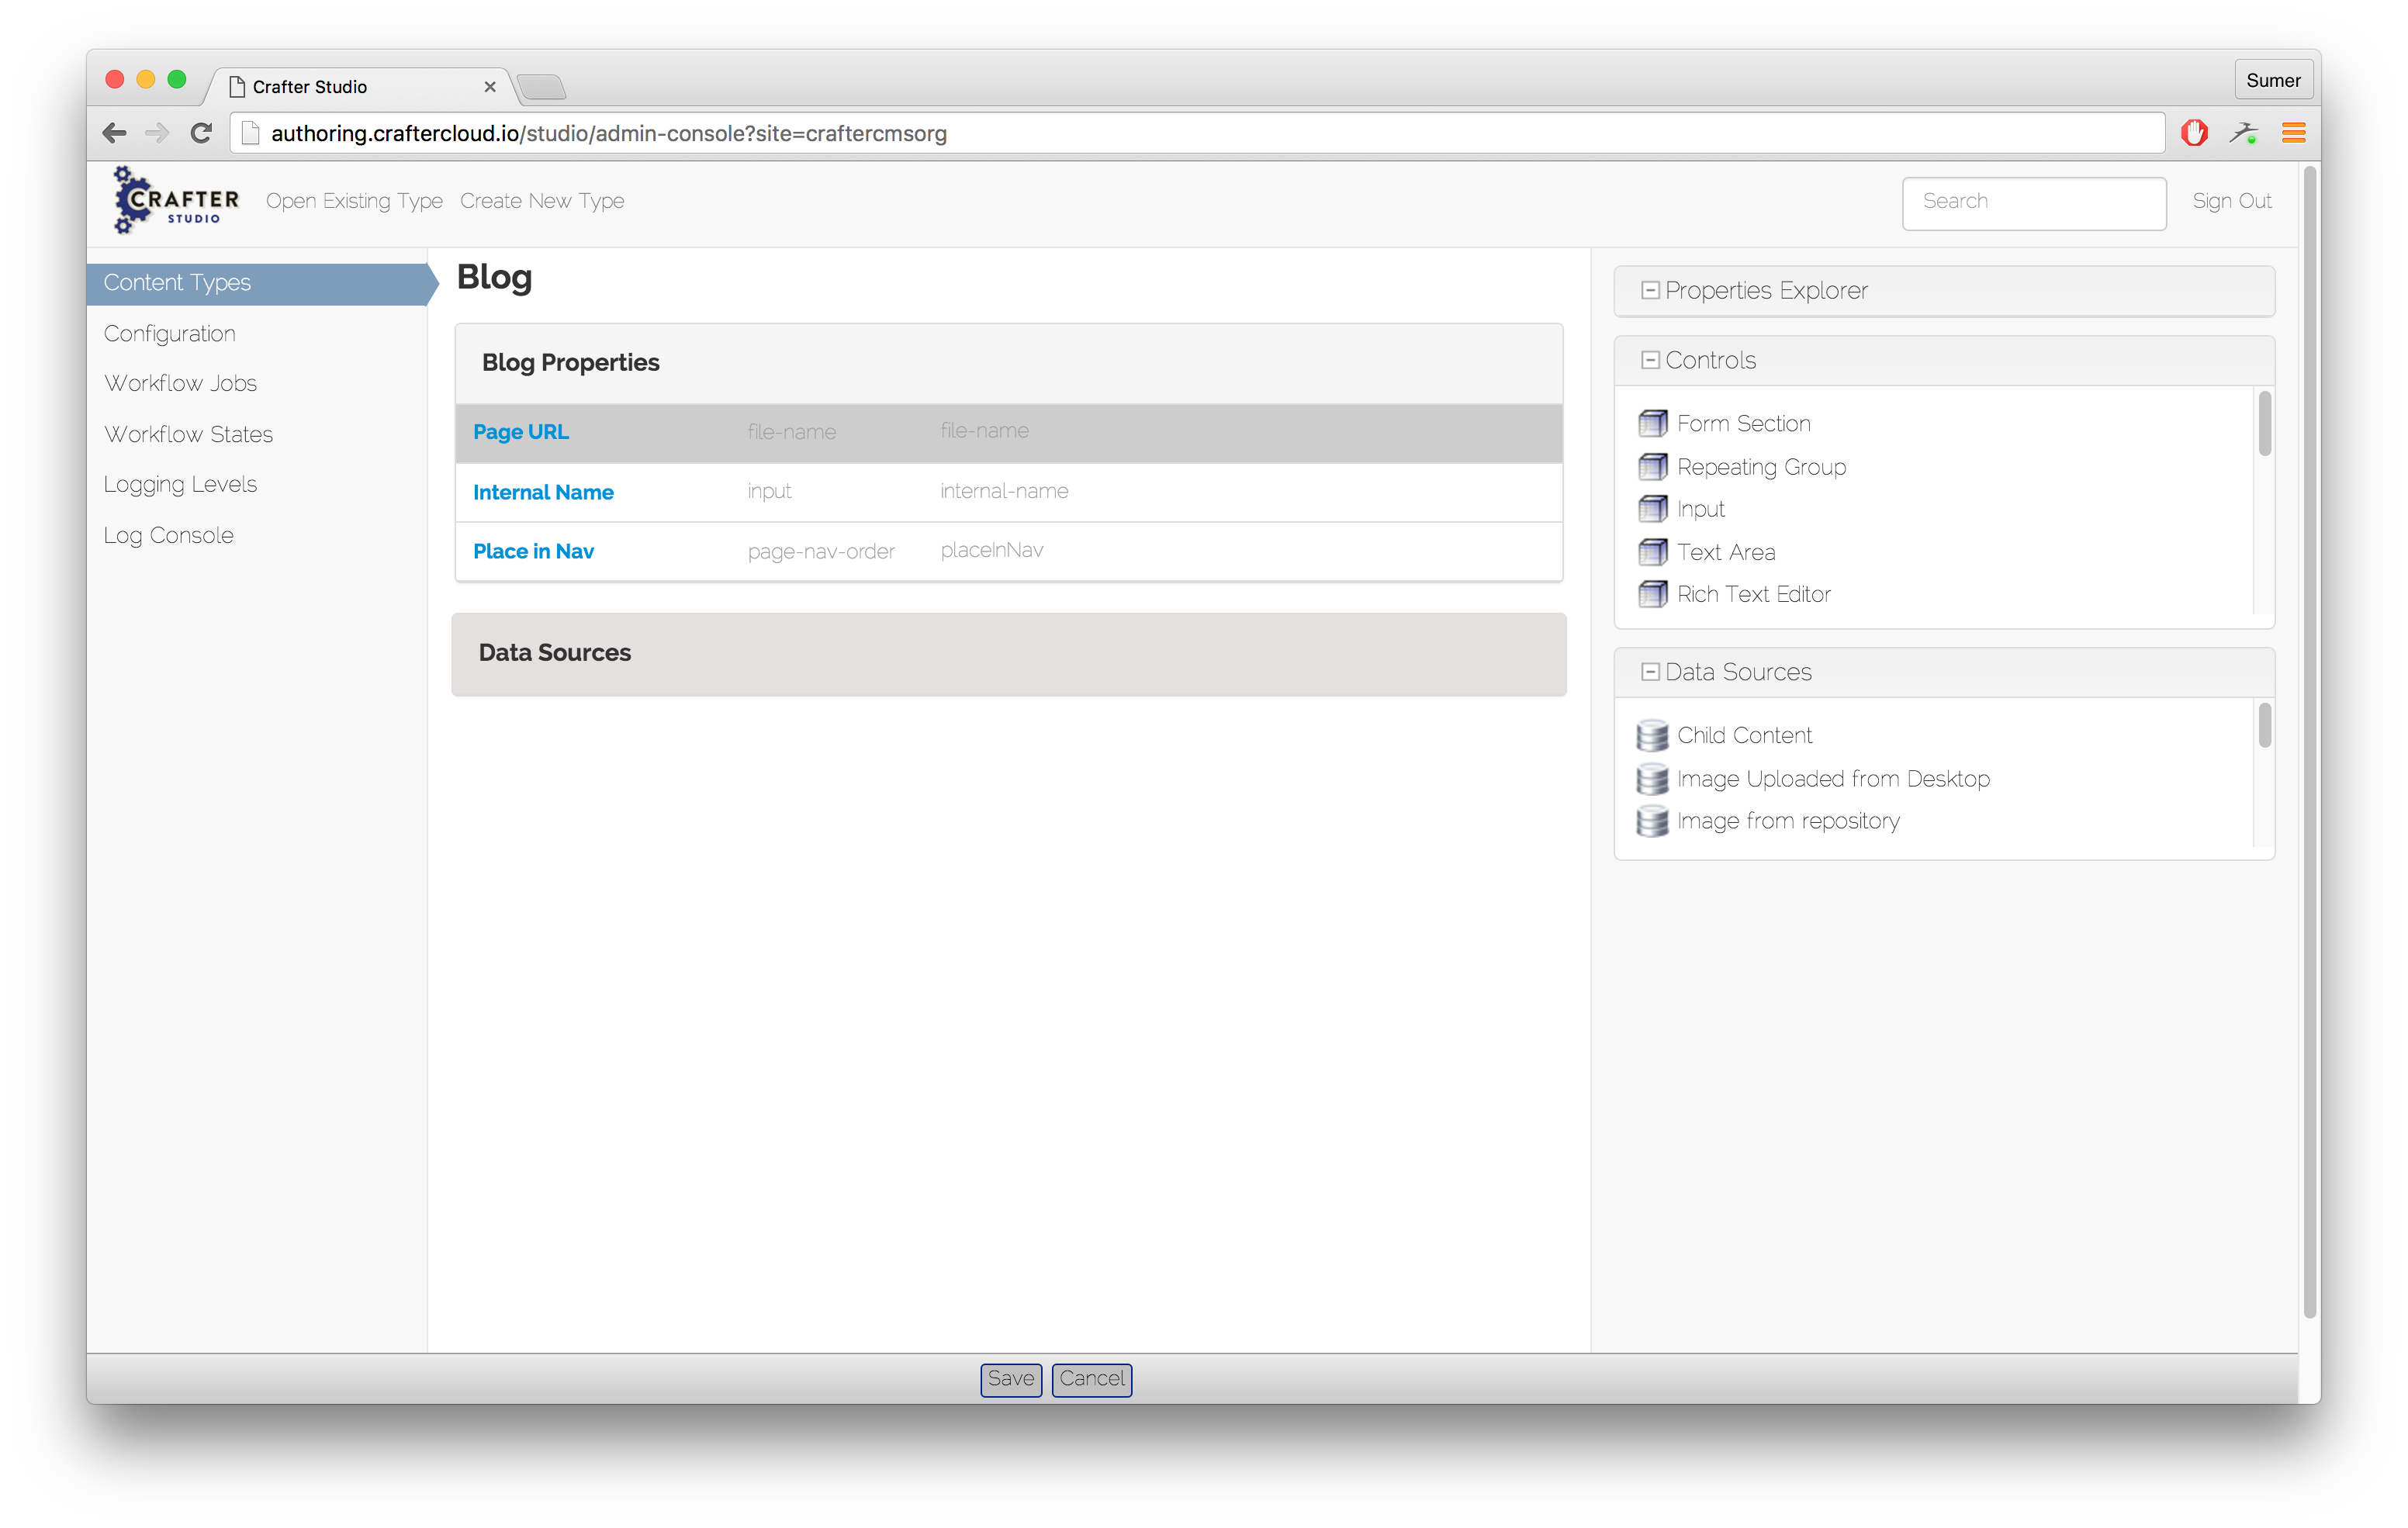 Crafter Studio
Sumer
authoring.craftercloud.io/studio/admin-console?site=craftercmsorg
CRAFTER
STUDIO
Open Existing Type
Create New Type
Search
Sign Out
Content Types
Configuration
Workflow Jobs
Workflow States
Logging Levels
Log Console
Blog
Blog Properties
Page URL file-name file-name
Internal Name input internal-name
Place in Nav page-nav-order placeInNav
Data Sources
Properties Explorer
Controls
Form Section
Repeating Group
Input
Text Area
Rich Text Editor
Data Sources
Child Content
Image Uploaded from Desktop
Image from repository
Save Cancel